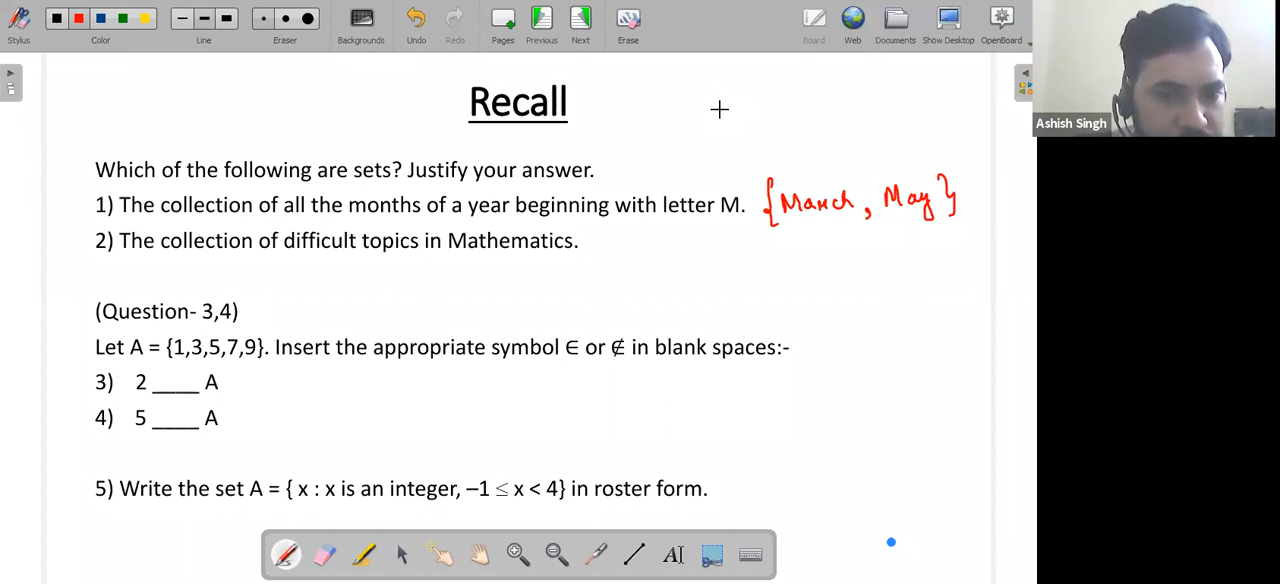 Stylus
Color
Line
Eraser
Backgrounds
Undo
Redo
Pages
Previous
Next
Erase
Board
Web
Documents
Show Desktop
OpenBoard
Ashish Singh
Recall
Which of the following are sets? Justify your answer.
1) The collection of all the months of a year beginning with letter M. {March, May}
2) The collection of difficult topics in Mathematics.
(Question- 3,4)
Let A = {1,3,5,7,9}. Insert the appropriate symbol ∈ or ∉ in blank spaces:-
3) 2 ____ A
4) 5 ____ A
5) Write the set A = { x : x is an integer, –1 ≤ x < 4} in roster form.